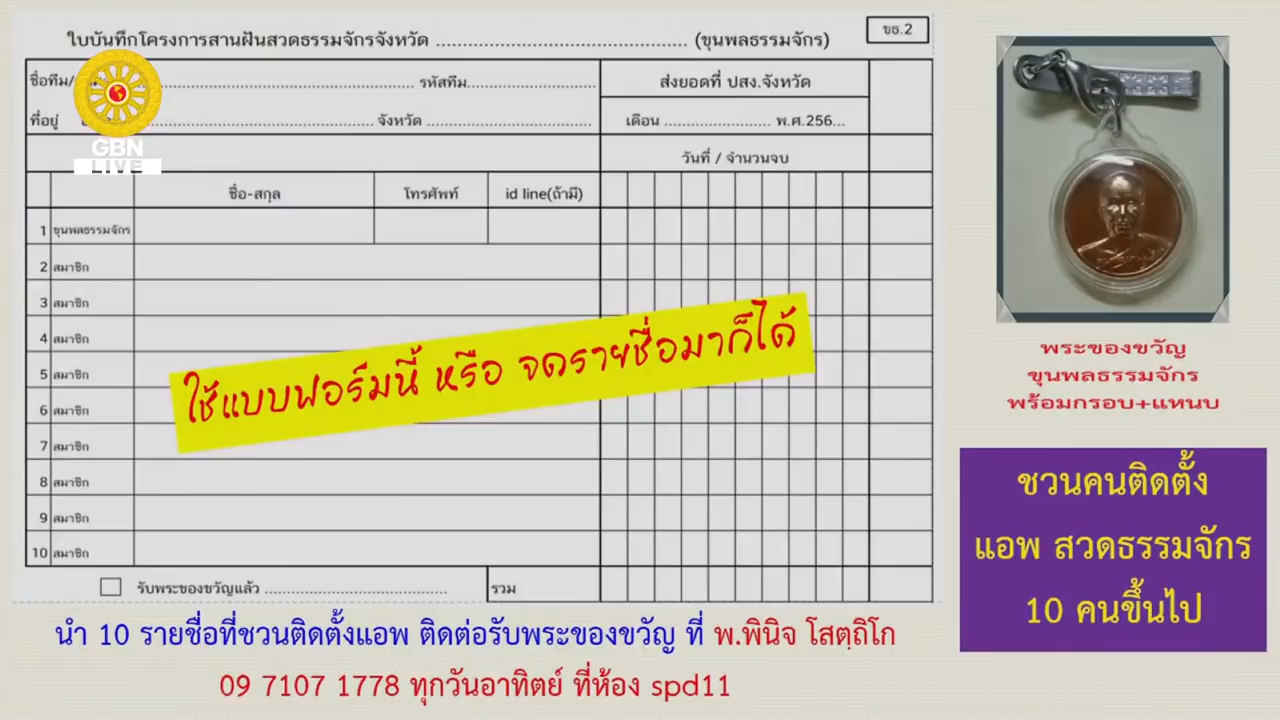 ใบบันทึกโครงการสานฝันสวดธรรมจักรจังหวัด ........................................ (ขุนพลธรรมจักร)
ขธ.2
ชื่อทีม/ ........................................ รหัสทีม....................
ส่งยอดที่ ปสง.จังหวัด
ที่อยู่ ........................................ จังหวัด ..............................
เดือน ...................... พ.ศ.256...
GBN
LIVE
วันที่ / จำนวนจบ
ชื่อ-สกุล โทรศัพท์ id line(ถ้ามี)
1 ขุนพลธรรมจักร
2 สมาชิก
3 สมาชิก
4 สมาชิก
5 สมาชิก
6 สมาชิก
7 สมาชิก
8 สมาชิก
9 สมาชิก
10 สมาชิก
ใช้แบบฟอร์มนี้ หรือ จดรายชื่อมาก็ได้
รับพระของขวัญแล้ว ........................................
รวม
นำ 10 รายชื่อที่ชวนติดตั้งแอพ ติดต่อรับพระของขวัญ ที่ พ.พินิจ โสตฺถิโก
09 7107 1778 ทุกวันอาทิตย์ ที่ห้อง spd11
พระของขวัญ
ขุนพลธรรมจักร
พร้อมกรอบ+แหนบ
ชวนคนติดตั้ง
แอพ สวดธรรมจักร
10 คนขึ้นไป